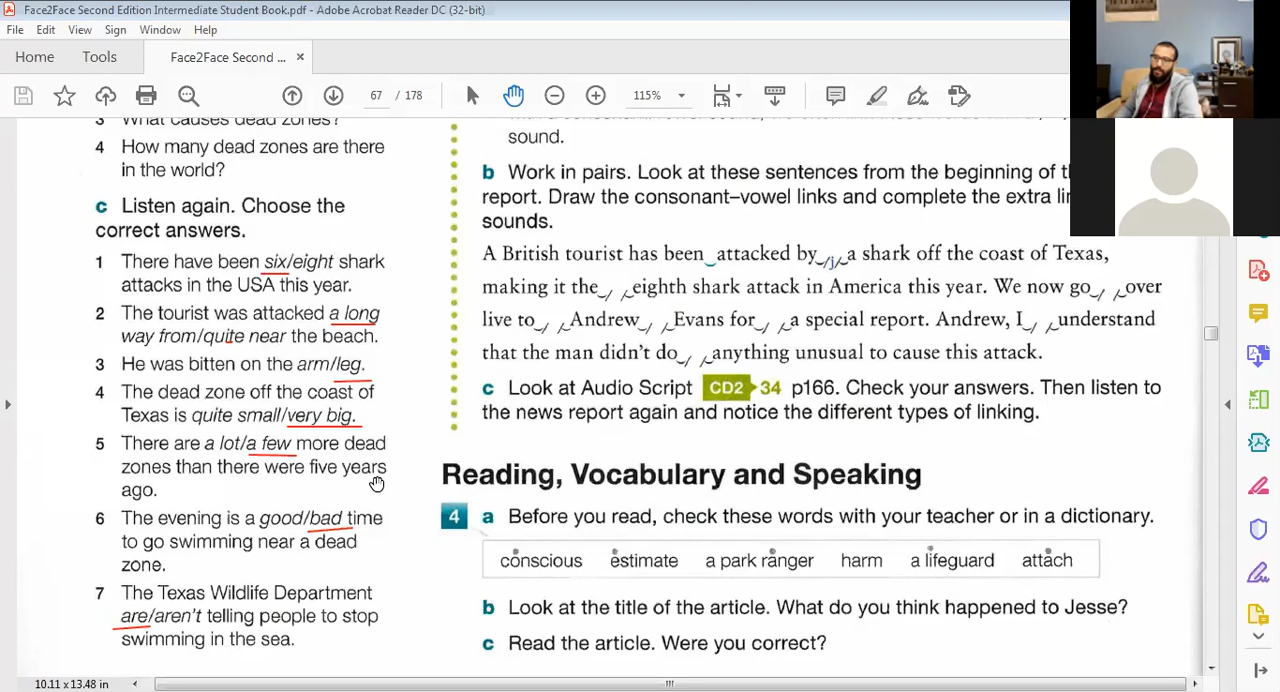 Face2Face Second Edition Intermediate Student Book.pdf - Adobe Acrobat Reader DC (32-bit)
File Edit View Sign Window Help
Home Tools Face2Face Second ... ×
67 / 178 115%
3 What causes dead zones?
4 How many dead zones are there
in the world?
c Listen again. Choose the
correct answers.
1 There have been six/eight shark
attacks in the USA this year.
2 The tourist was attacked a long
way from/quite near the beach.
3 He was bitten on the arm/leg.
4 The dead zone off the coast of
Texas is quite small/very big.
5 There are a lot/a few more dead
zones than there were five years
ago.
6 The evening is a good/bad time
to go swimming near a dead
zone.
7 The Texas Wildlife Department
are/aren't telling people to stop
swimming in the sea.
sound.
b Work in pairs. Look at these sentences from the beginning of
report. Draw the consonant–vowel links and complete the extra
sounds.
A British tourist has been attacked by /j/ a shark off the coast of Texas,
making it the / / eighth shark attack in America this year. We now go / / over
live to / / Andrew / / Evans for / / a special report. Andrew, I / / understand
that the man didn't do / / anything unusual to cause this attack.
c Look at Audio Script CD2 34 p166. Check your answers. Then listen to
the news report again and notice the different types of linking.
Reading, Vocabulary and Speaking
4 a Before you read, check these words with your teacher or in a dictionary.
conscious estimate a park ranger harm a lifeguard attach
b Look at the title of the article. What do you think happened to Jesse?
c Read the article. Were you correct?
10.11 x 13.48 in